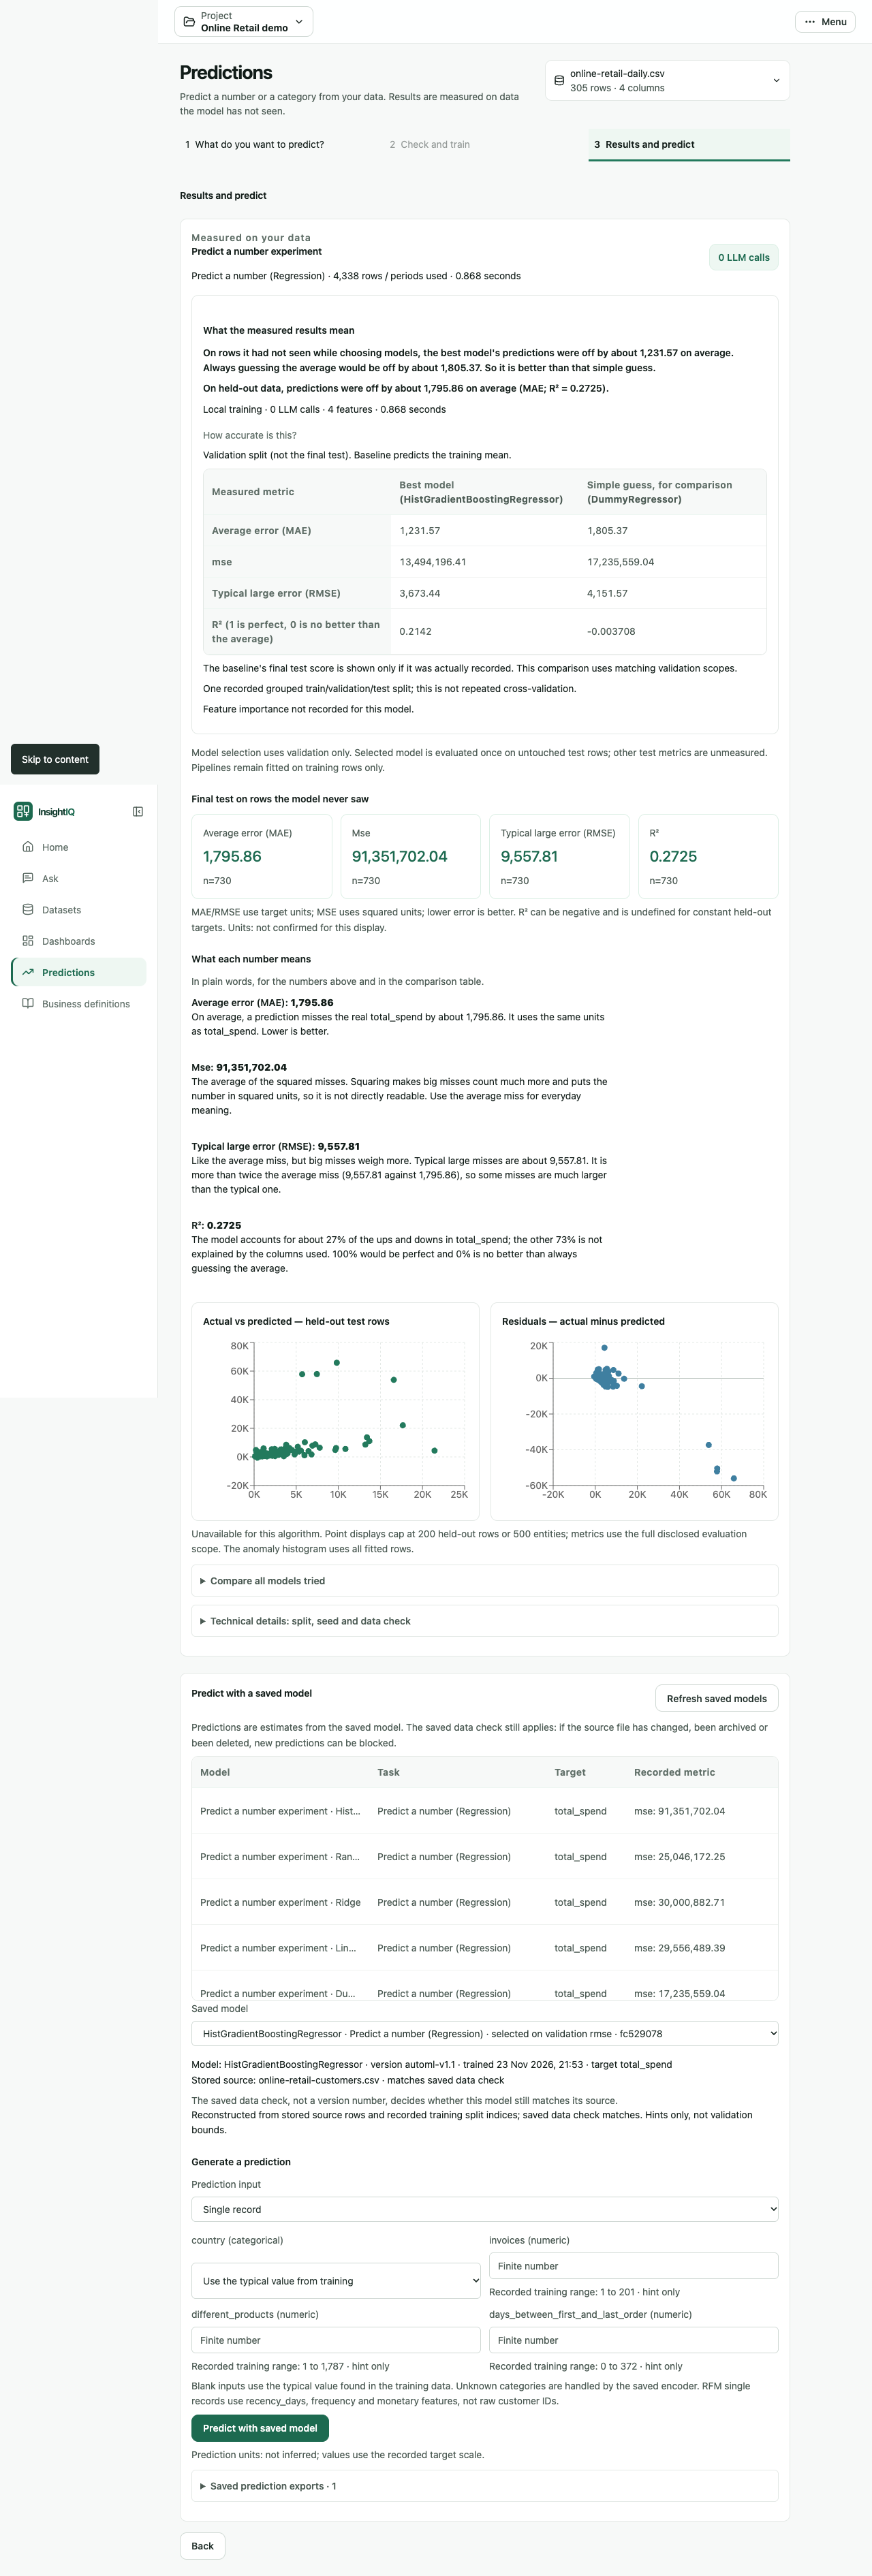 Project
Online Retail demo
Menu
Predictions
Predict a number or a category from your data. Results are measured on data
the model has not seen.
online-retail-daily.csv
305 rows · 4 columns
1 What do you want to predict?
2 Check and train
3 Results and predict
Results and predict
Measured on your data
Predict a number experiment
0 LLM calls
Predict a number (Regression) · 4,338 rows / periods used · 0.868 seconds
What the measured results mean
On rows it had not seen while choosing models, the best model's predictions were off by about 1,231.57 on average.
Always guessing the average would be off by about 1,805.37. So it is better than that simple guess.
On held-out data, predictions were off by about 1,795.86 on average (MAE; R² = 0.2725).
Local training · 0 LLM calls · 4 features · 0.868 seconds
How accurate is this?
Validation split (not the final test). Baseline predicts the training mean.
Measured metric
Best model
(HistGradientBoostingRegressor)
Simple guess, for comparison
(DummyRegressor)
Average error (MAE) 1,231.57 1,805.37
mse 13,494,196.41 17,235,559.04
Typical large error (RMSE) 3,673.44 4,151.57
R² (1 is perfect, 0 is no better than
the average)
0.2142 -0.003708
The baseline's final test score is shown only if it was actually recorded. This comparison uses matching validation scopes.
One recorded grouped train/validation/test split; this is not repeated cross-validation.
Feature importance not recorded for this model.
Skip to content
InsightIQ
Home
Ask
Datasets
Dashboards
Predictions
Business definitions
Model selection uses validation only. Selected model is evaluated once on untouched test rows; other test metrics are unmeasured.
Pipelines remain fitted on training rows only.
Final test on rows the model never saw
Average error (MAE)
1,795.86
n=730
Mse
91,351,702.04
n=730
Typical large error (RMSE)
9,557.81
n=730
R²
0.2725
n=730
MAE/RMSE use target units; MSE uses squared units; lower error is better. R² can be negative and is undefined for constant held-out
targets. Units: not confirmed for this display.
What each number means
In plain words, for the numbers above and in the comparison table.
Average error (MAE): 1,795.86
On average, a prediction misses the real total_spend by about 1,795.86. It uses the same units
as total_spend. Lower is better.
Mse: 91,351,702.04
The average of the squared misses. Squaring makes big misses count much more and puts the
number in squared units, so it is not directly readable. Use the average miss for everyday
meaning.
Typical large error (RMSE): 9,557.81
Like the average miss, but big misses weigh more. Typical large misses are about 9,557.81. It is
more than twice the average miss (9,557.81 against 1,795.86), so some misses are much larger
than the typical one.
R²: 0.2725
The model accounts for about 27% of the ups and downs in total_spend; the other 73% is not
explained by the columns used. 100% would be perfect and 0% is no better than always
guessing the average.
Actual vs predicted — held-out test rows
80K
60K
40K
20K
0K
-20K
0K 5K 10K 15K 20K 25K
Residuals — actual minus predicted
20K
0K
-20K
-40K
-60K
-20K 0K 20K 40K 60K 80K
Unavailable for this algorithm. Point displays cap at 200 held-out rows or 500 entities; metrics use the full disclosed evaluation
scope. The anomaly histogram uses all fitted rows.
Compare all models tried
Technical details: split, seed and data check
Predict with a saved model
Refresh saved models
Predictions are estimates from the saved model. The saved data check still applies: if the source file has changed, been archived or
been deleted, new predictions can be blocked.
Model Task Target Recorded metric
Predict a number experiment · Hist... Predict a number (Regression) total_spend mse: 91,351,702.04
Predict a number experiment · Ran... Predict a number (Regression) total_spend mse: 25,046,172.25
Predict a number experiment · Ridge Predict a number (Regression) total_spend mse: 30,000,882.71
Predict a number experiment · Lin... Predict a number (Regression) total_spend mse: 29,556,489.39
Predict a number experiment · Du... Predict a number (Regression) total_spend mse: 17,235,559.04
Saved model
HistGradientBoostingRegressor · Predict a number (Regression) · selected on validation rmse · fc529078
Model: HistGradientBoostingRegressor · version automl-v1.1 · trained 23 Nov 2026, 21:53 · target total_spend
Stored source: online-retail-customers.csv · matches saved data check
The saved data check, not a version number, decides whether this model still matches its source.
Reconstructed from stored source rows and recorded training split indices; saved data check matches. Hints only, not validation
bounds.
Generate a prediction
Prediction input
Single record
country (categorical)
Use the typical value from training
invoices (numeric)
Finite number
Recorded training range: 1 to 201 · hint only
different_products (numeric)
Finite number
Recorded training range: 1 to 1,787 · hint only
days_between_first_and_last_order (numeric)
Finite number
Recorded training range: 0 to 372 · hint only
Blank inputs use the typical value found in the training data. Unknown categories are handled by the saved encoder. RFM single
records use recency_days, frequency and monetary features, not raw customer IDs.
Predict with saved model
Prediction units: not inferred; values use the recorded target scale.
Saved prediction exports · 1
Back